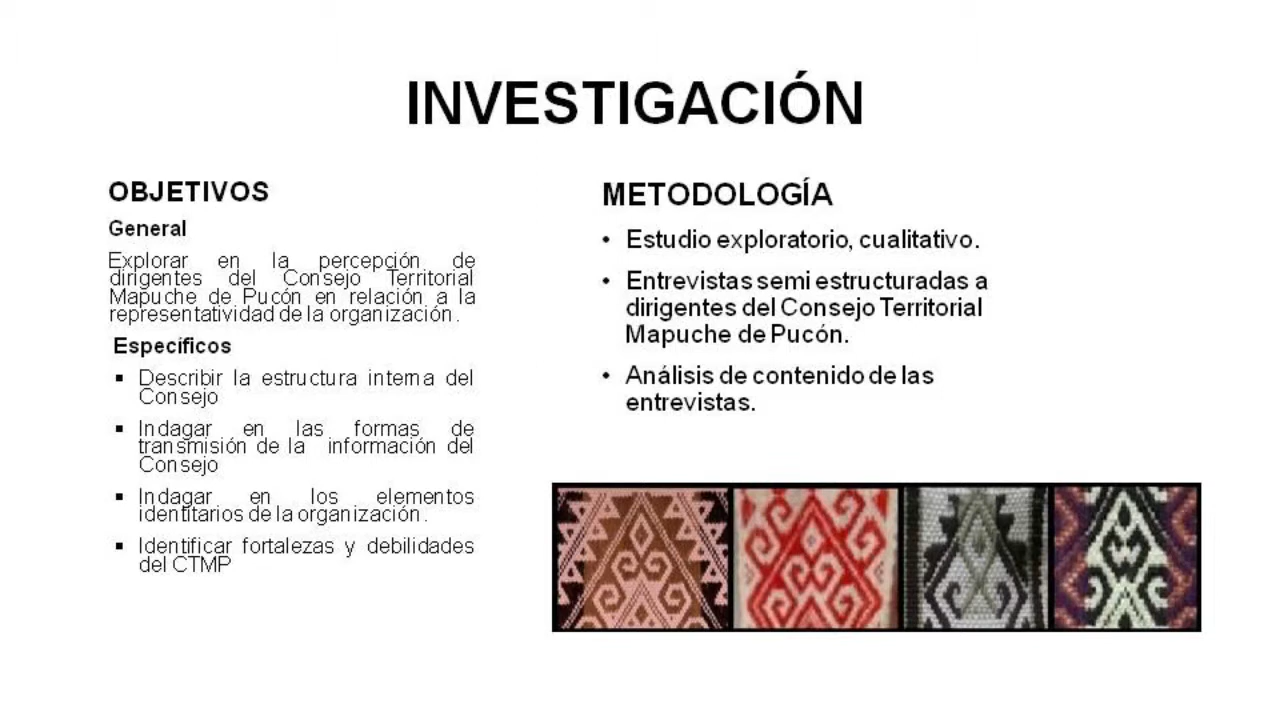 INVESTIGACIÓN
OBJETIVOS
General
Explorar en la percepción de
dirigentes del Consejo Territorial
Mapuche de Pucón en relación a la
representatividad de la organización.
Específicos
▪ Describir la estructura interna del
Consejo
▪ Indagar en las formas de
transmisión de la información del
Consejo
▪ Indagar en los elementos
identitarios de la organización.
▪ Identificar fortalezas y debilidades
del CTMP
METODOLOGÍA
• Estudio exploratorio, cualitativo.
• Entrevistas semi estructuradas a
dirigentes del Consejo Territorial
Mapuche de Pucón.
• Análisis de contenido de las
entrevistas.